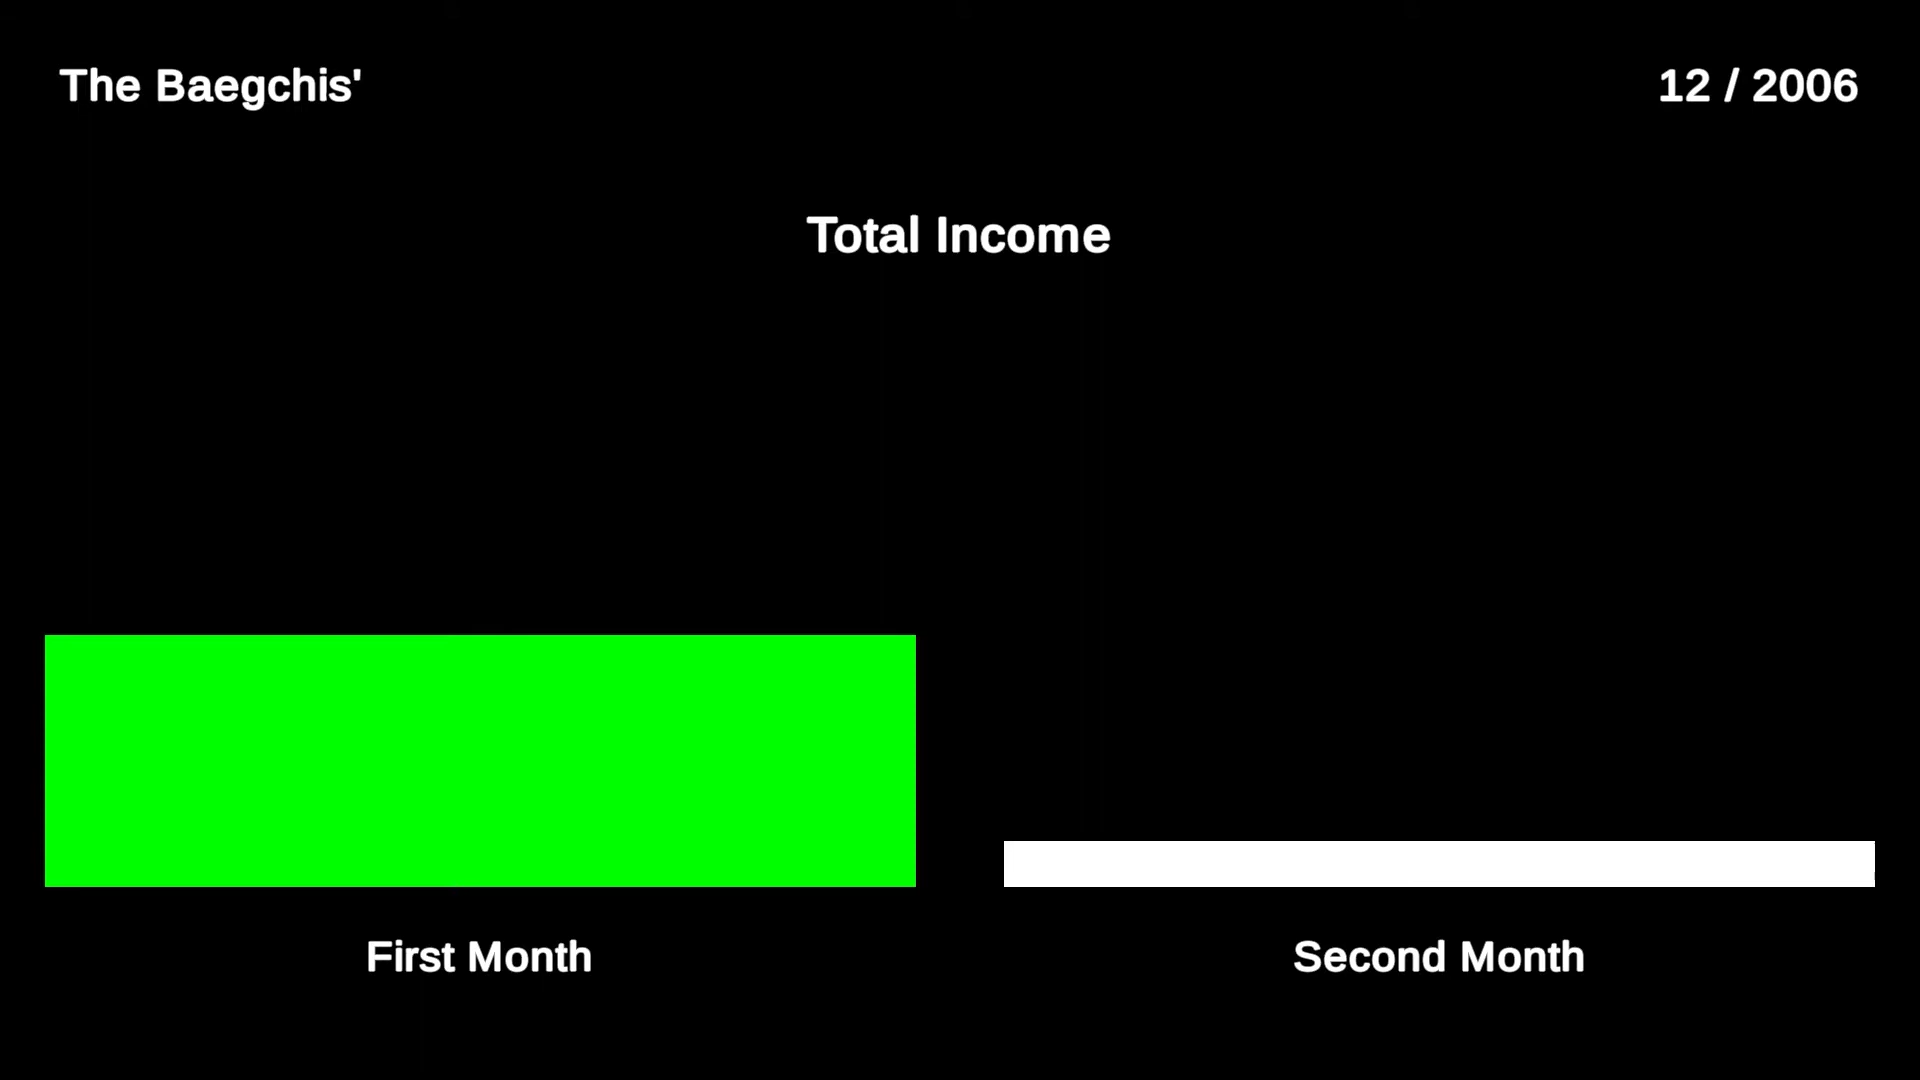 The Baegchis'
12 / 2006
Total Income
First Month
Second Month